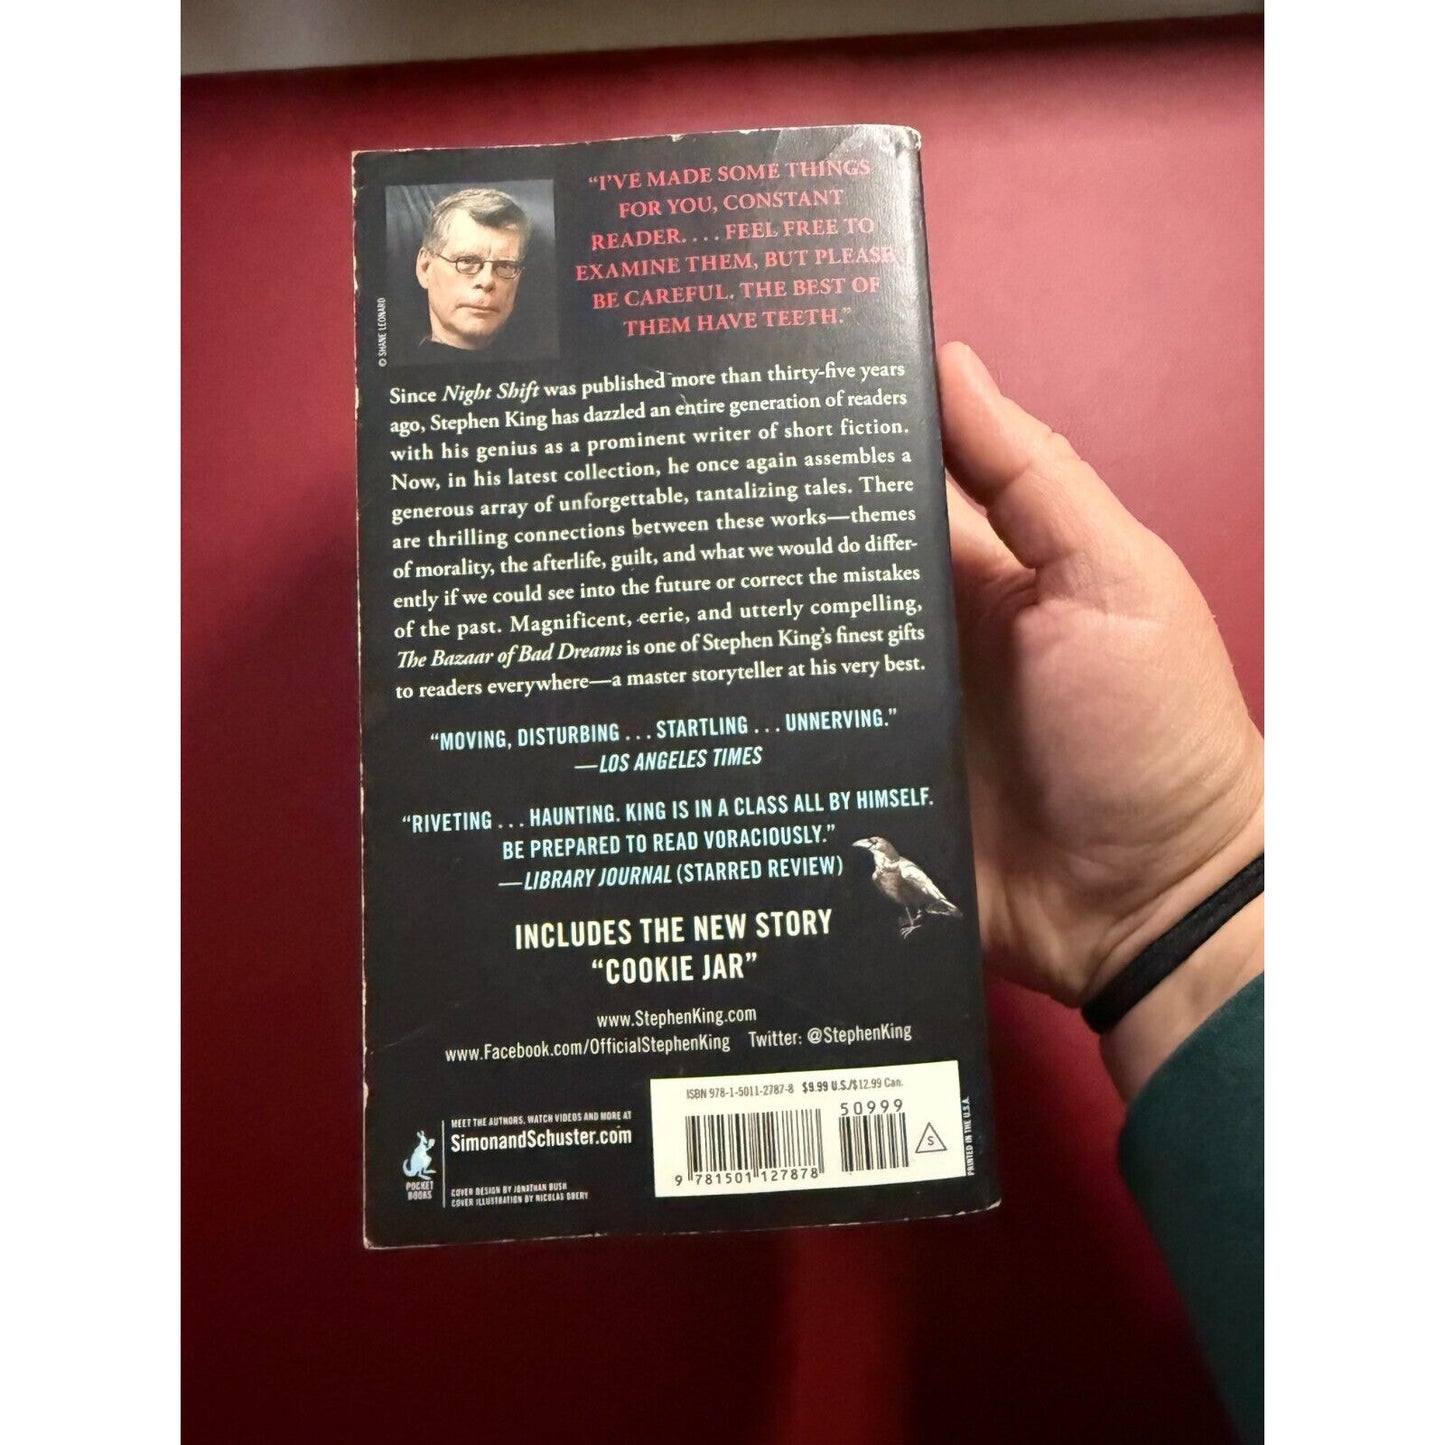 © SHANE LEONARD
“I’VE MADE SOME THINGS
FOR YOU, CONSTANT
READER. . . . FEEL FREE TO
EXAMINE THEM, BUT PLEASE
BE CAREFUL. THE BEST OF
THEM HAVE TEETH.”
Since Night Shift was published more than thirty-five years
ago, Stephen King has dazzled an entire generation of readers
with his genius as a prominent writer of short fiction.
Now, in his latest collection, he once again assembles a
generous array of unforgettable, tantalizing tales. There
are thrilling connections between these works—themes
of morality, the afterlife, guilt, and what we would do differ-
ently if we could see into the future or correct the mistakes
of the past. Magnificent, eerie, and utterly compelling,
The Bazaar of Bad Dreams is one of Stephen King’s finest gifts
to readers everywhere—a master storyteller at his very best.
“MOVING, DISTURBING . . . STARTLING . . . UNNERVING.”
—LOS ANGELES TIMES
“RIVETING . . . HAUNTING. KING IS IN A CLASS ALL BY HIMSELF.
BE PREPARED TO READ VORACIOUSLY.”
—LIBRARY JOURNAL (STARRED REVIEW)
INCLUDES THE NEW STORY
“COOKIE JAR”
www.StephenKing.com
www.Facebook.com/OfficialStephenKing Twitter: @StephenKing
ISBN 978-1-5011-2787-8 $9.99 U.S./$12.99 Can.
50999
S
9 781501 127878
PRINTED IN THE U.S.A.
MEET THE AUTHORS, WATCH VIDEOS AND MORE AT
SimonandSchuster.com
POCKET
BOOKS
COVER DESIGN BY JONATHAN BUSH
COVER ILLUSTRATION BY NICOLAS OBERY